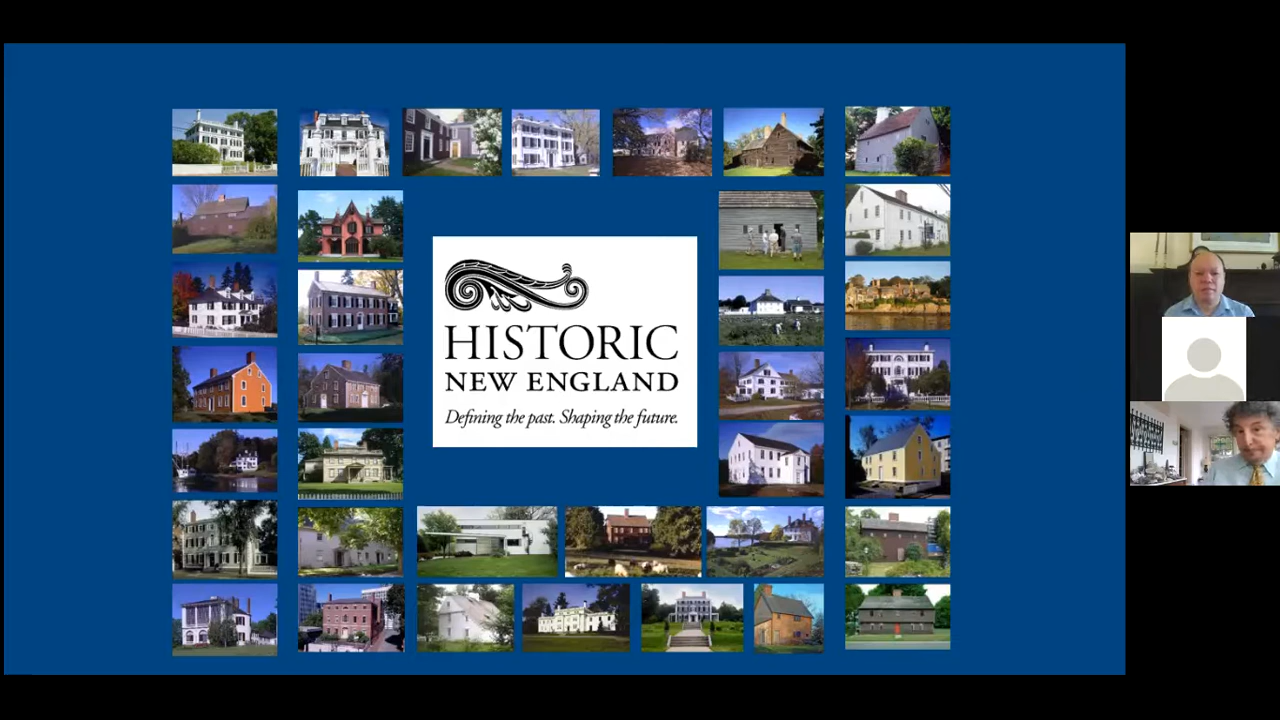 HISTORIC
NEW ENGLAND
Defining the past. Shaping the future.